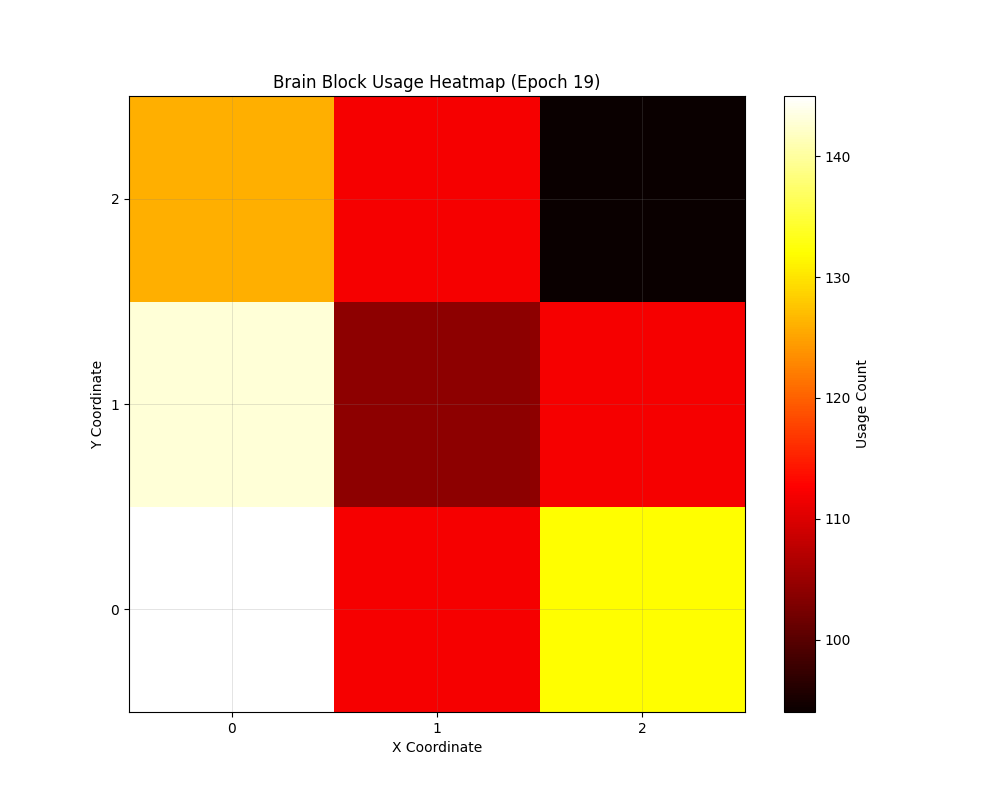 Brain Block Usage Heatmap (Epoch 19)
2
1
0
Y Coordinate
0 1 2
X Coordinate
140
130
120
110
100
Usage Count